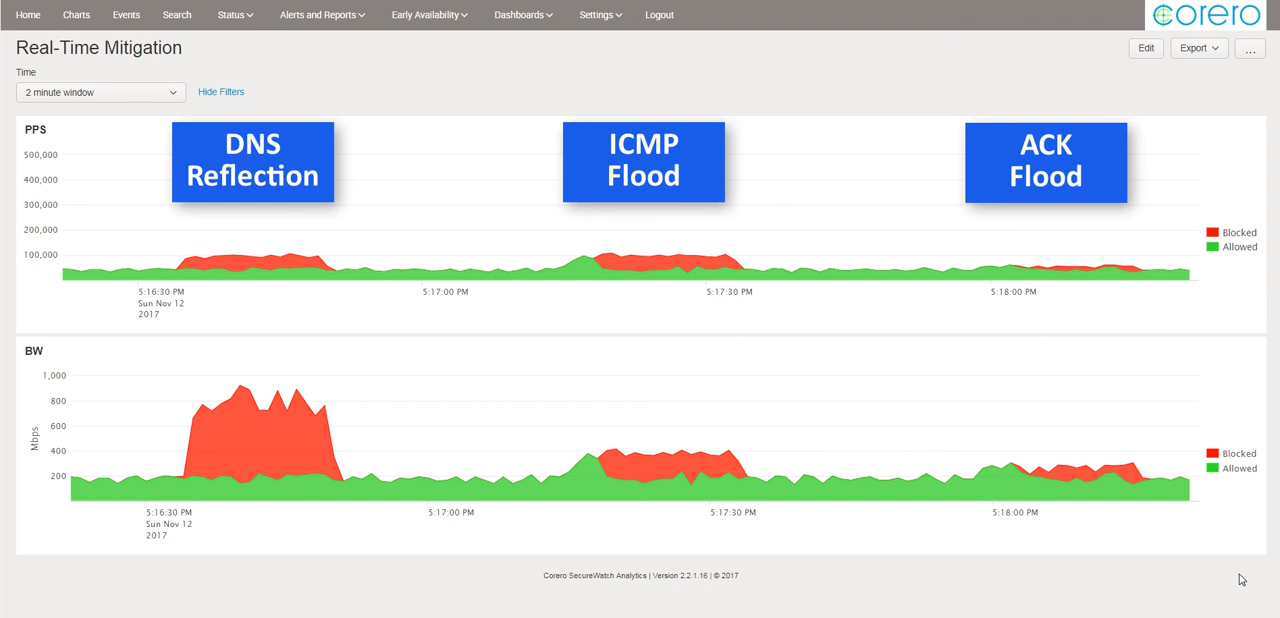 Home Charts Events Search Status Alerts and Reports Early Availability Dashboards Settings Logout
corero
Real-Time Mitigation
Edit Export ...
Time
2 minute window Hide Filters
PPS
DNS
Reflection
ICMP
Flood
ACK
Flood
500,000
400,000
300,000
200,000
100,000
Blocked
Allowed
5:16:30 PM 5:17:00 PM 5:17:30 PM 5:18:00 PM
Sun Nov 12
2017
BW
1,000
800
600
400
200
Mbps
Blocked
Allowed
5:16:30 PM 5:17:00 PM 5:17:30 PM 5:18:00 PM
Sun Nov 12
2017
Corero SecureWatch Analytics | Version 2.2.1.16 | © 2017